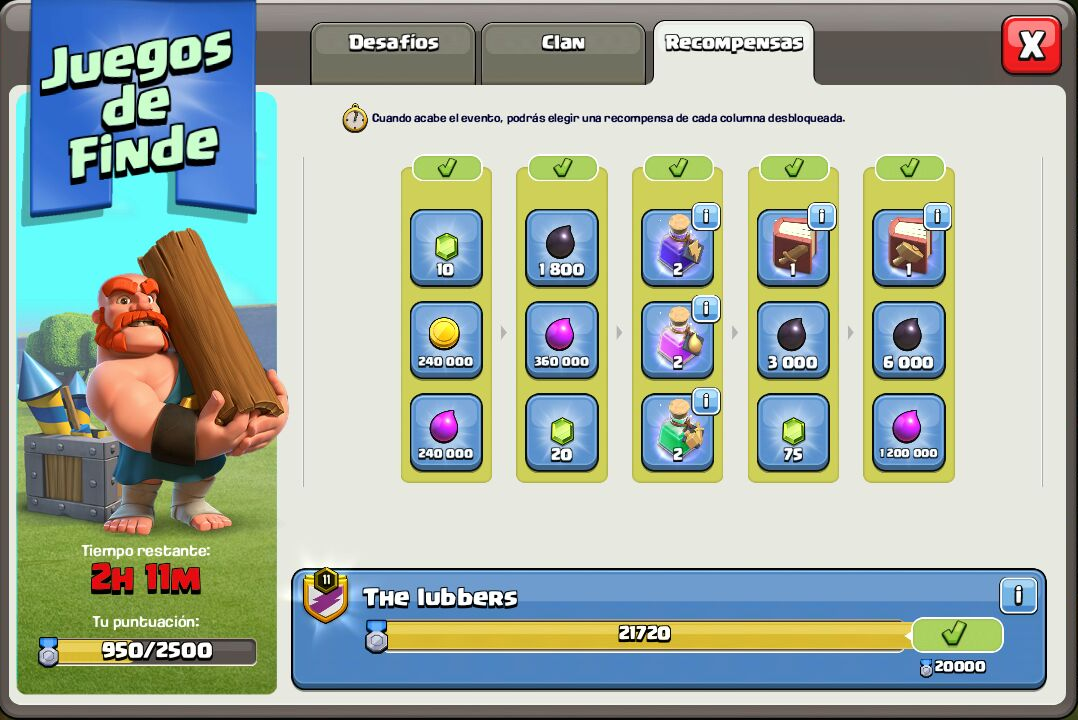 Juegos
de
Finde
Desafíos
Clan
Recompensas
X
Cuando acabe el evento, podrás elegir una recompensa de cada columna desbloqueada.
i
i
i
10
1 800
2
1
1
i
240 000
360 000
2
3 000
6 000
i
240 000
20
2
75
1 200 000
Tiempo restante:
2H 11M
Tu puntuación:
950/2500
11
The lubbers
i
21720
20000